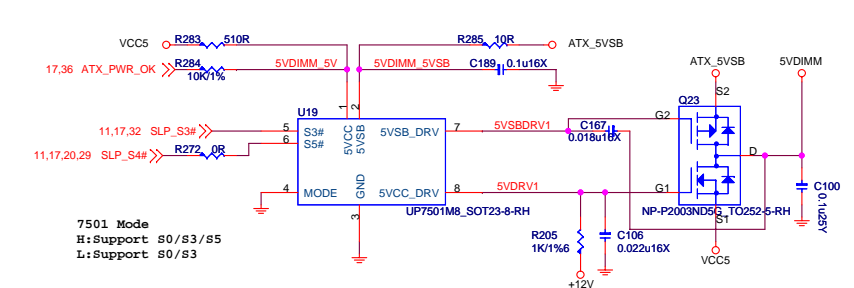 VCC5 R283 510R
R285 10R ATX_5VSB
ATX_5VSB 5VDIMM
17,36 ATX_PWR_OK R284 10K/1% 5VDIMM_5V 5VDIMM_5VSB
C189 0.1u16X
S2
U19 1 2
Q23
11,17,32 SLP_S3# 5 S3# 5VCC 5VSB 5VSB_DRV 7 5VSBDRV1 C167 0.018u16X G2
11,17,20,29 SLP_S4# R272 0R 6 S5#
D
4 MODE GND 5VCC_DRV 8 5VDRV1 G1
C100 0.1u25Y
3 UP7501M8_SOT23-8-RH
NP-P2003ND5G_TO252-5-RH
S1
7501 Mode
H:Support S0/S3/S5
L:Support S0/S3
R205 1K/1%6
C106 0.022u16X
VCC5
+12V